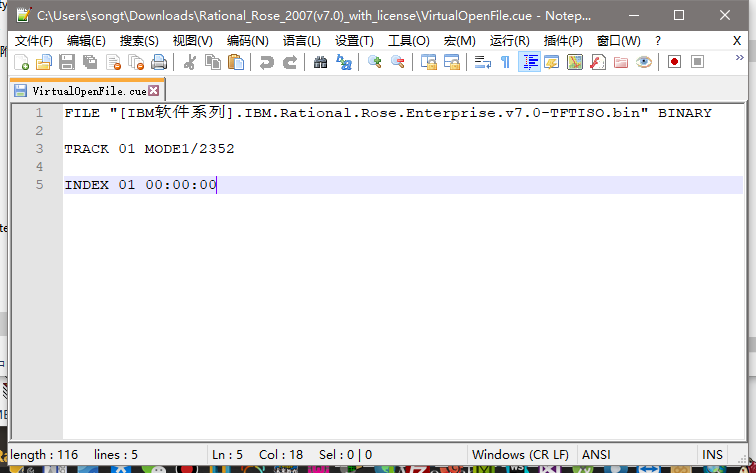 C:\Users\songt\Downloads\Rational_Rose_2007(v7.0)_with_license\VirtualOpenFile.cue - Notep...
文件(F) 编辑(E) 搜索(S) 视图(V) 编码(N) 语言(L) 设置(T) 工具(O) 宏(M) 运行(R) 插件(P) 窗口(W) ? X
VirtualOpenFile.cue
1 FILE "[IBM软件系列].IBM.Rational.Rose.Enterprise.v7.0-TFTISO.bin" BINARY
2
3 TRACK 01 MODE1/2352
4
5 INDEX 01 00:00:00
length : 116 lines : 5 Ln : 5 Col : 18 Sel : 0 | 0 Windows (CR LF) ANSI INS